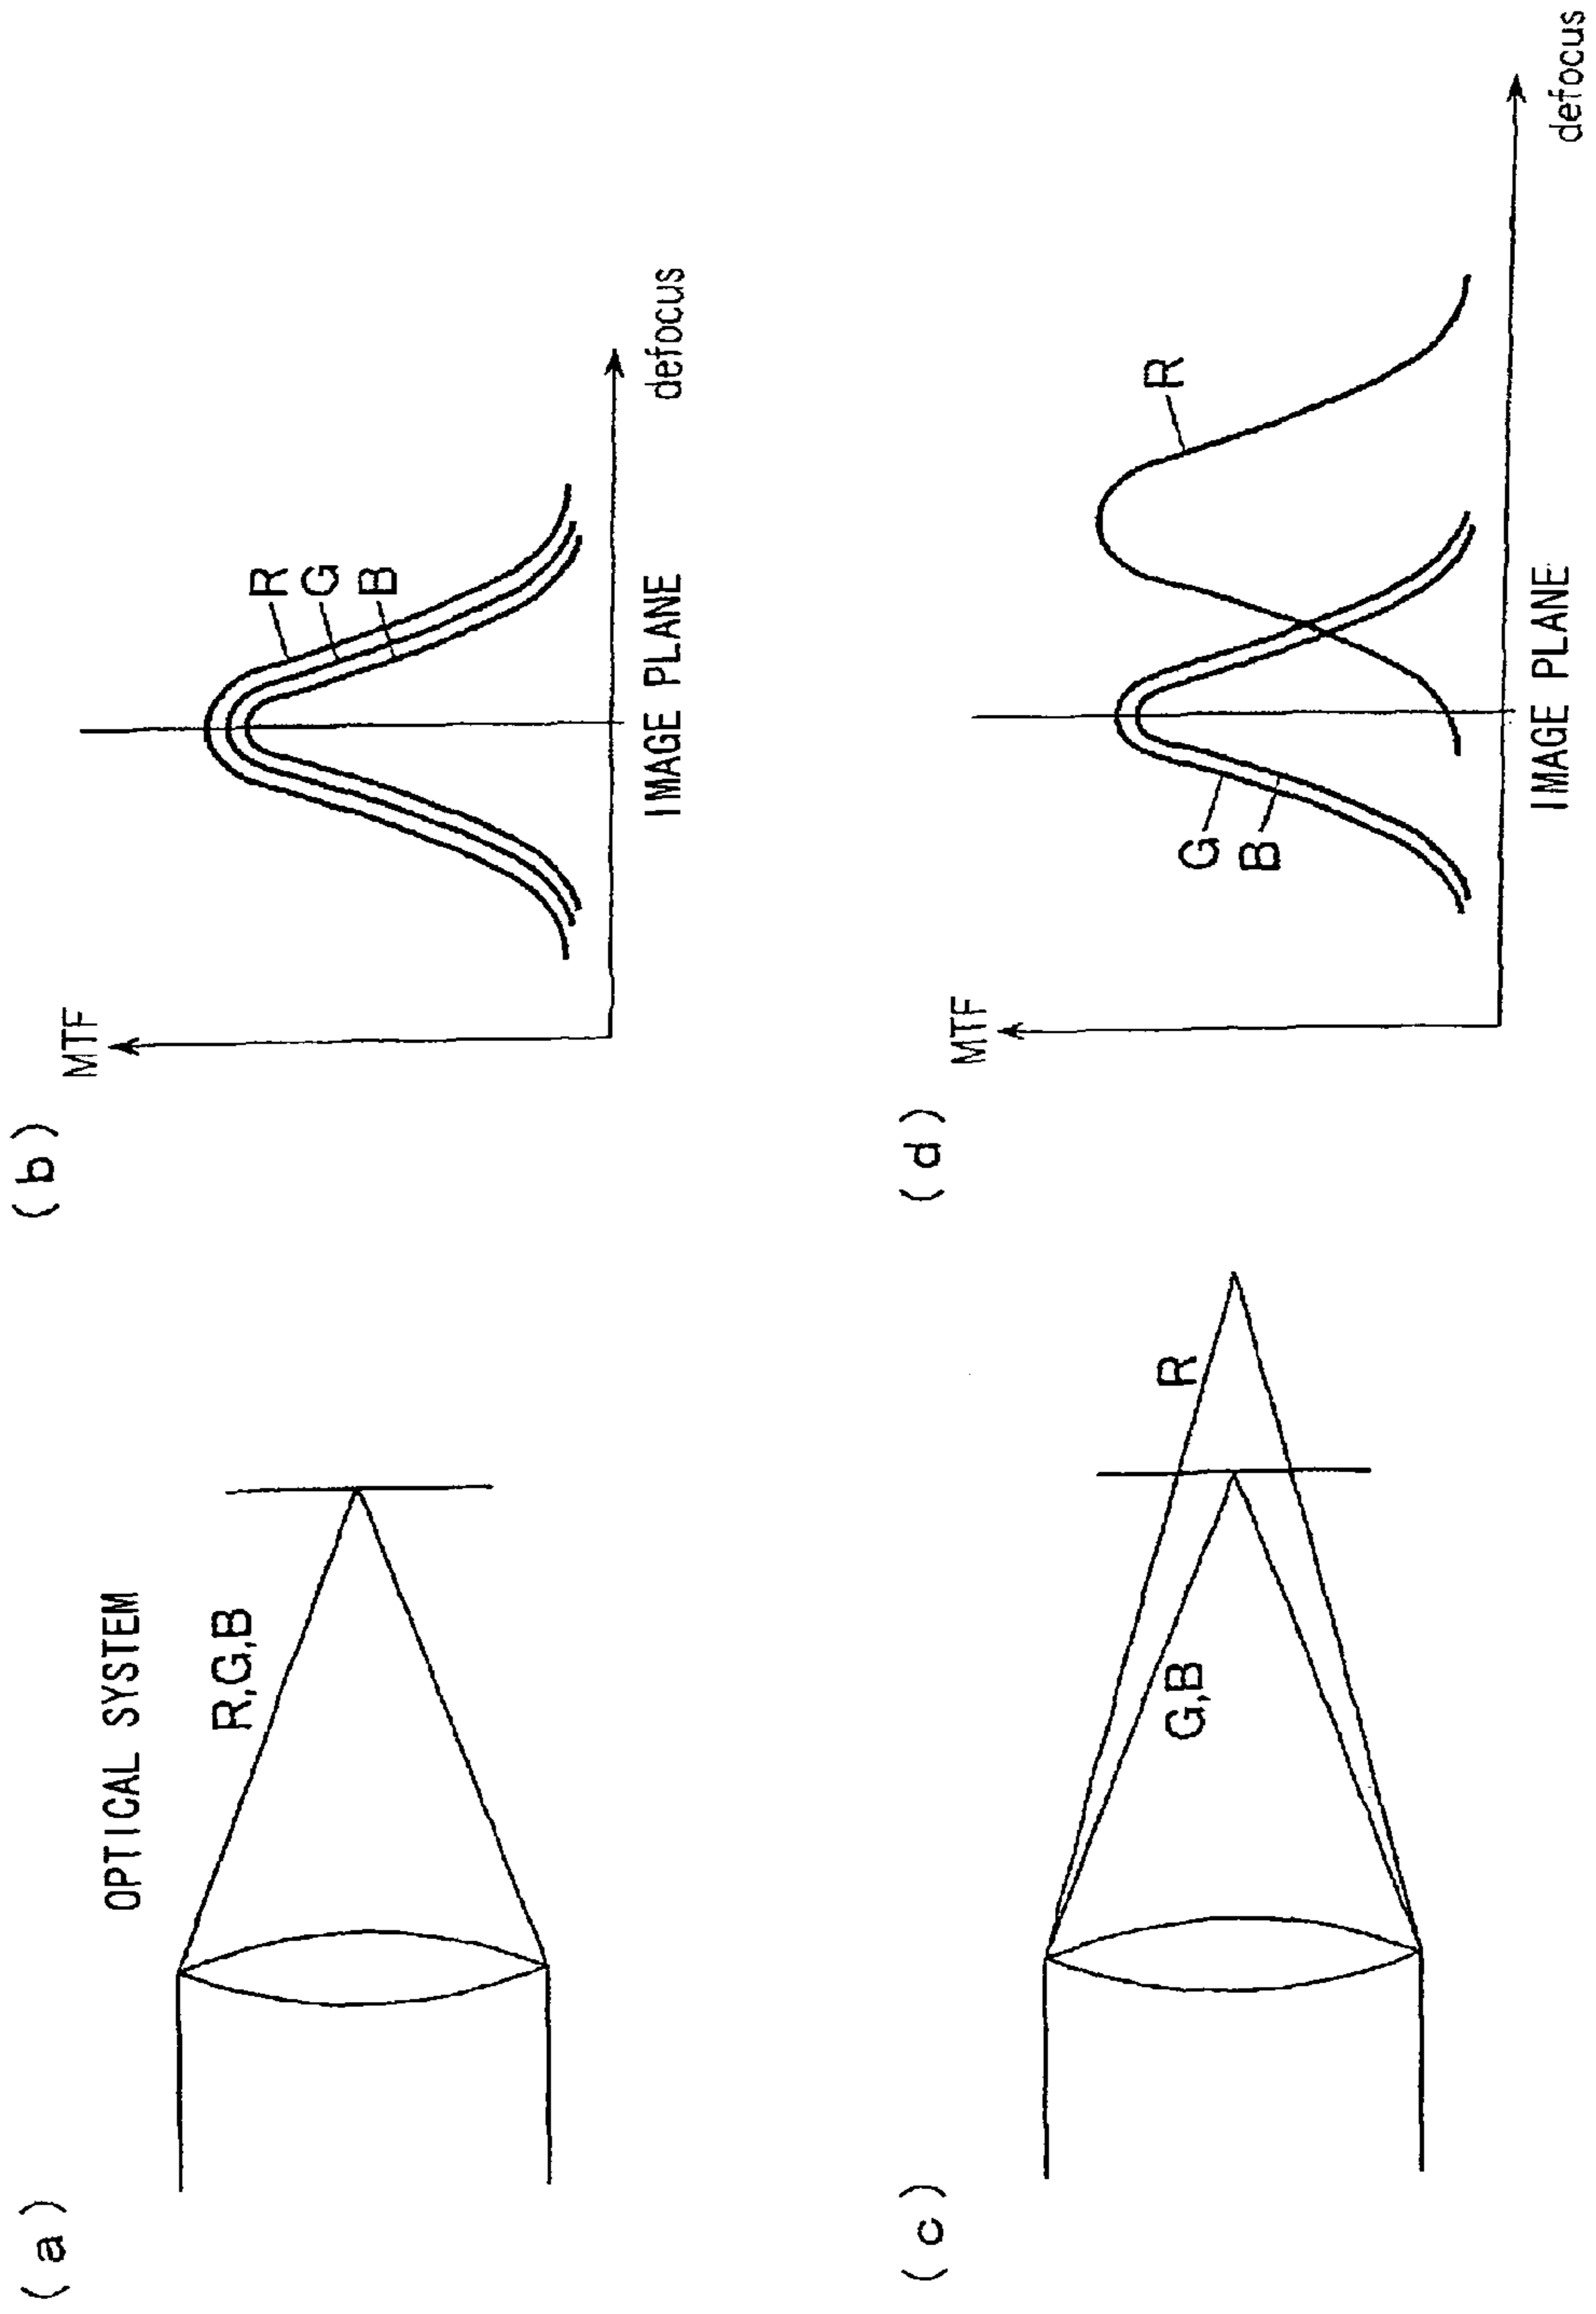 (a)
OPTICAL SYSTEM
R,G,B
(b)
MTF
R
G
B
IMAGE PLANE
defocus
(c)
G,B
R
(d)
MTF
G
B
R
IMAGE PLANE
defocus